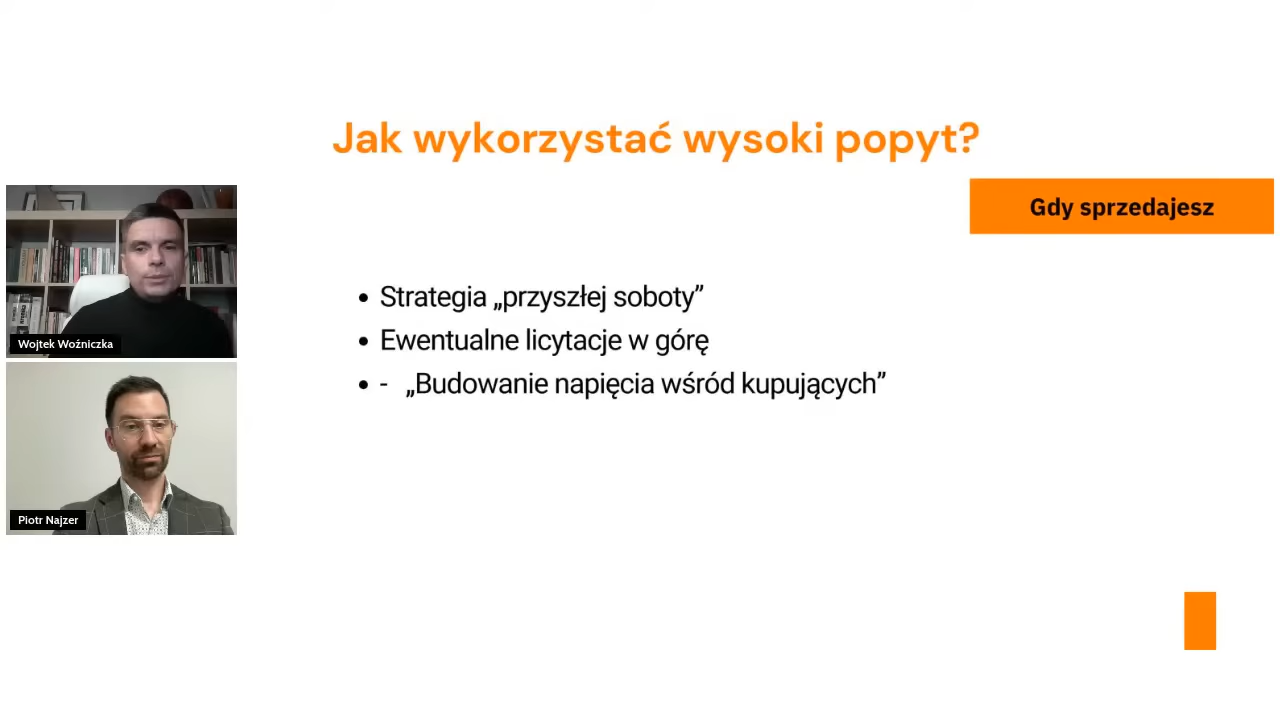 Jak wykorzystać wysoki popyt?
Gdy sprzedajesz
Wojtek Woźniczka
Piotr Najzer
• Strategia „przyszłej soboty”
• Ewentualne licytacje w górę
• - „Budowanie napięcia wśród kupujących”